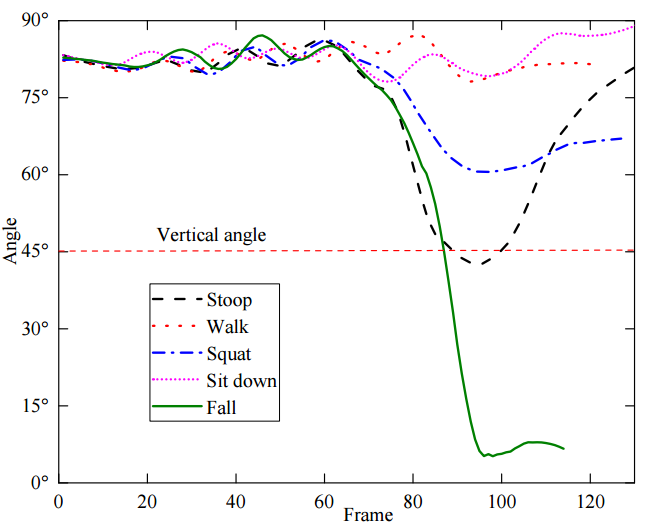 90°
75°
60°
45°
30°
15°
0°
Angle
Vertical angle
Stoop
Walk
Squat
Sit down
Fall
0 20 40 60 80 100 120
Frame